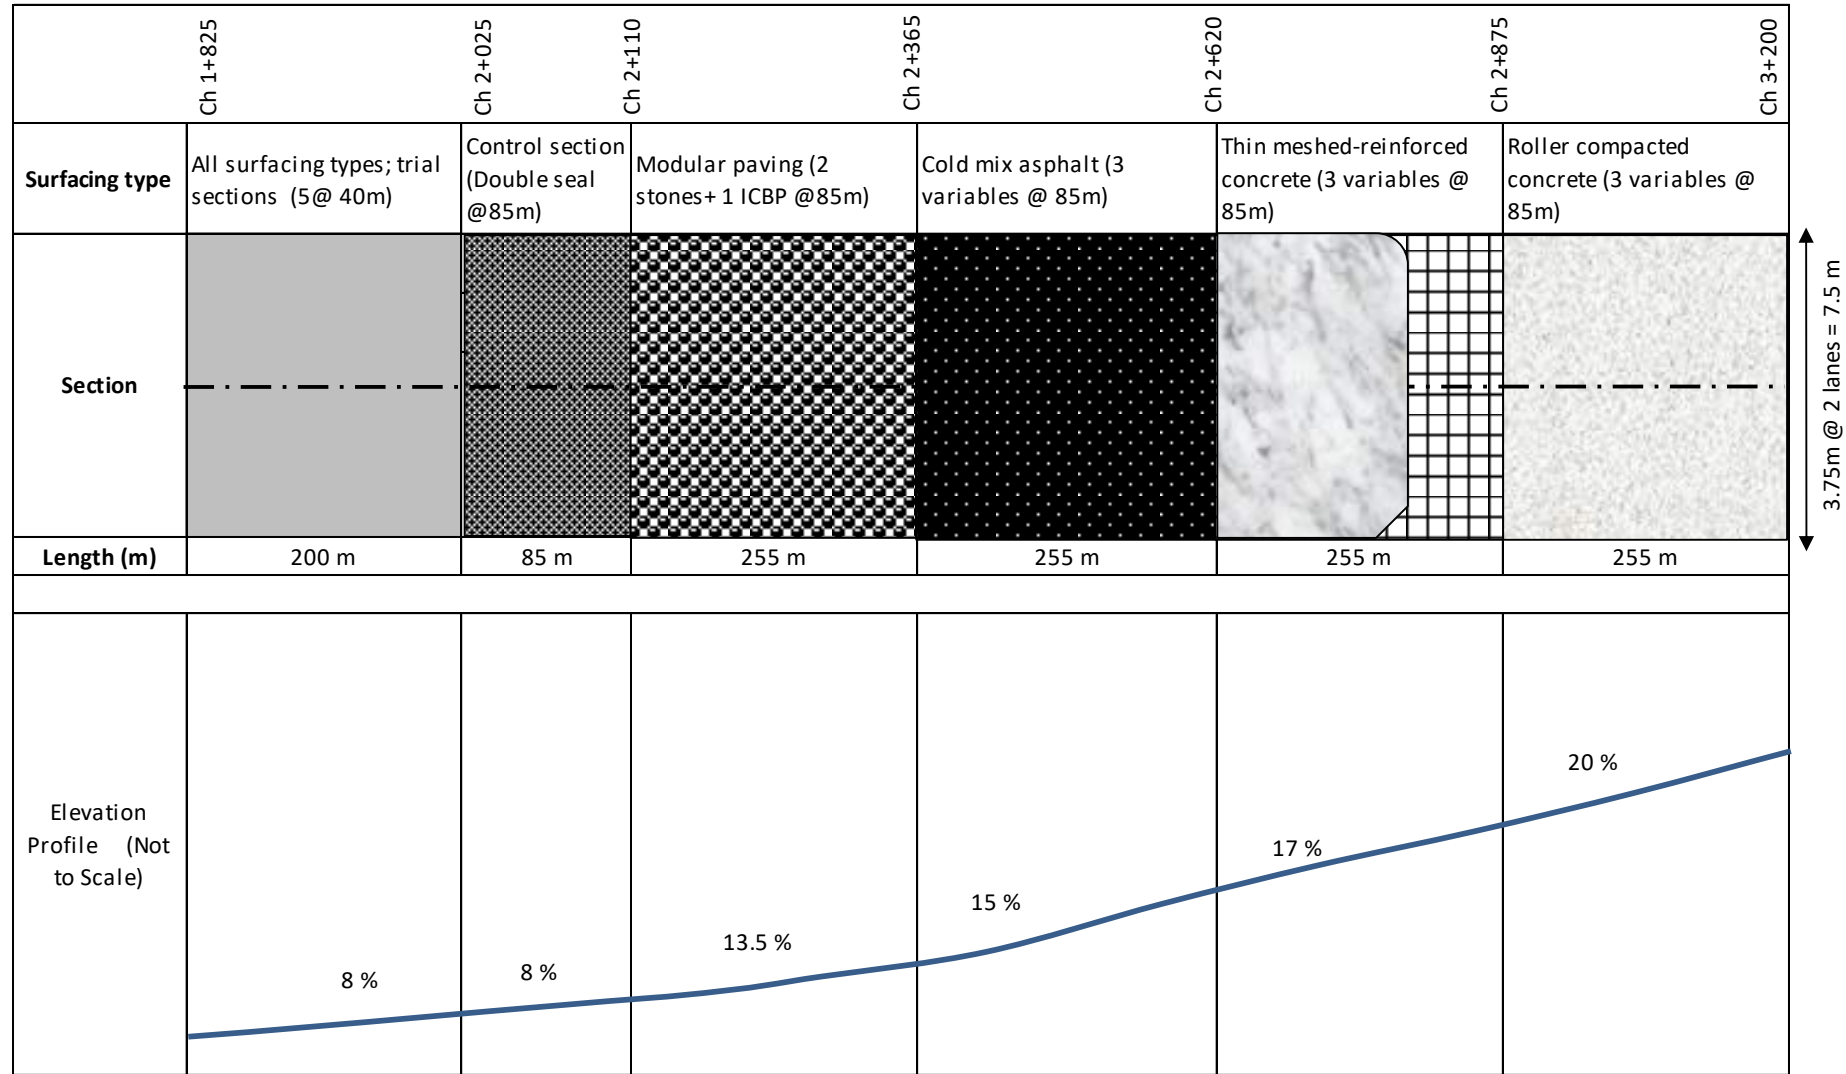 Ch 1+825
Ch 2+025
Ch 2+110
Ch 2+365
Ch 2+620
Ch 2+875
Ch 3+200
Surfacing type
All surfacing types; trial
sections (5@ 40m)
Control section
(Double seal
@85m)
Modular paving (2
stones+ 1 ICBP @85m)
Cold mix asphalt (3
variables @ 85m)
Thin meshed-reinforced
concrete (3 variables @
85m)
Roller compacted
concrete (3 variables @
85m)
Section
3.75m @ 2 lanes = 7.5 m
Length (m)
200 m
85 m
255 m
255 m
255 m
255 m
Elevation
Profile (Not
to Scale)
8 %
8 %
13.5 %
15 %
17 %
20 %